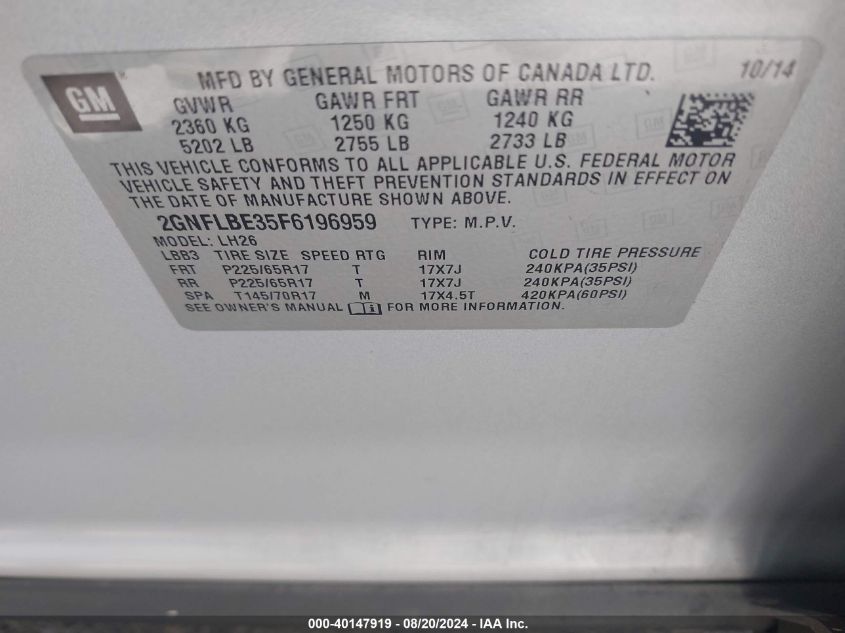 GM
MFD BY GENERAL MOTORS OF CANADA LTD. 10/14
GVWR GAWR FRT GAWR RR
2360 KG 1250 KG 1240 KG
5202 LB 2755 LB 2733 LB
THIS VEHICLE CONFORMS TO ALL APPLICABLE U.S. FEDERAL MOTOR
VEHICLE SAFETY AND THEFT PREVENTION STANDARDS IN EFFECT ON
THE DATE OF MANUFACTURE SHOWN ABOVE.
2GNFLBE35F6196959 TYPE: M.P.V.
MODEL: LH26
LBB3 TIRE SIZE SPEED RTG RIM COLD TIRE PRESSURE
FRT P225/65R17 T 17X7J 240KPA(35PSI)
RR P225/65R17 T 17X7J 240KPA(35PSI)
SPA T145/70R17 M 17X4.5T 420KPA(60PSI)
SEE OWNER'S MANUAL FOR MORE INFORMATION.
000-40147919 - 08/20/2024 - IAA Inc.